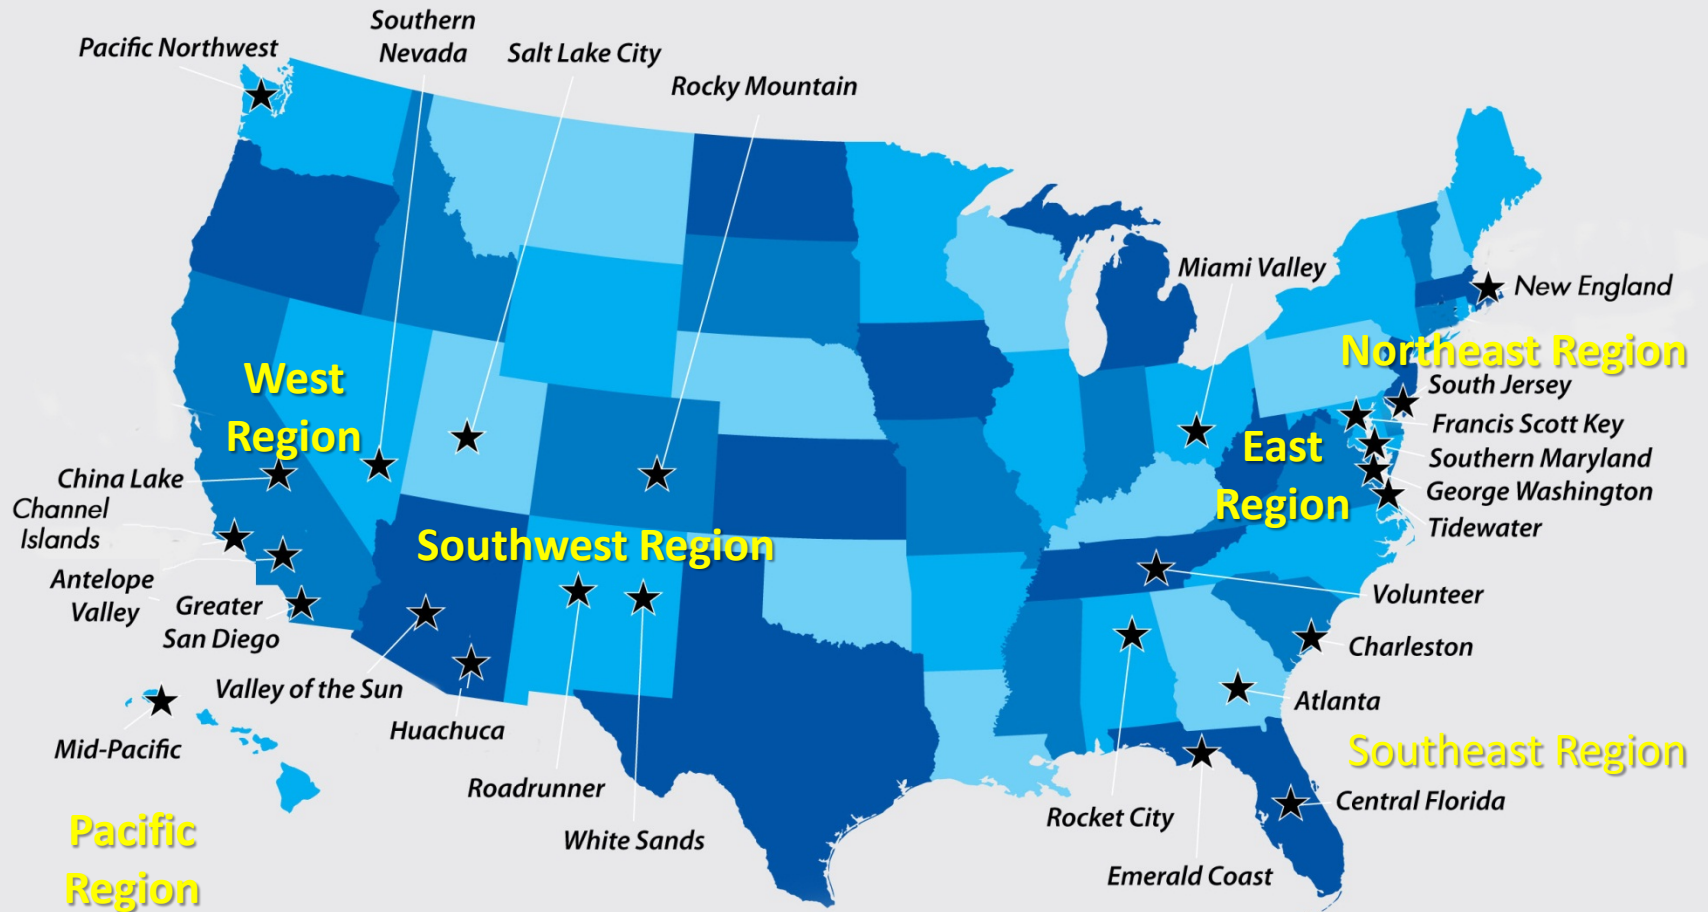 Southern
Nevada
Pacific Northwest
Salt Lake City
Rocky Mountain
Miami Valley
New England
Northeast Region
West
Region
South Jersey
Francis Scott Key
East
Region
Southern Maryland
George Washington
Tidewater
China Lake
Channel
Islands
Southwest Region
Antelope
Valley
Greater
San Diego
Volunteer
Charleston
Valley of the Sun
Atlanta
Huachuca
Mid-Pacific
Southeast Region
Roadrunner
Central Florida
Rocket City
White Sands
Pacific
Region
Emerald Coast